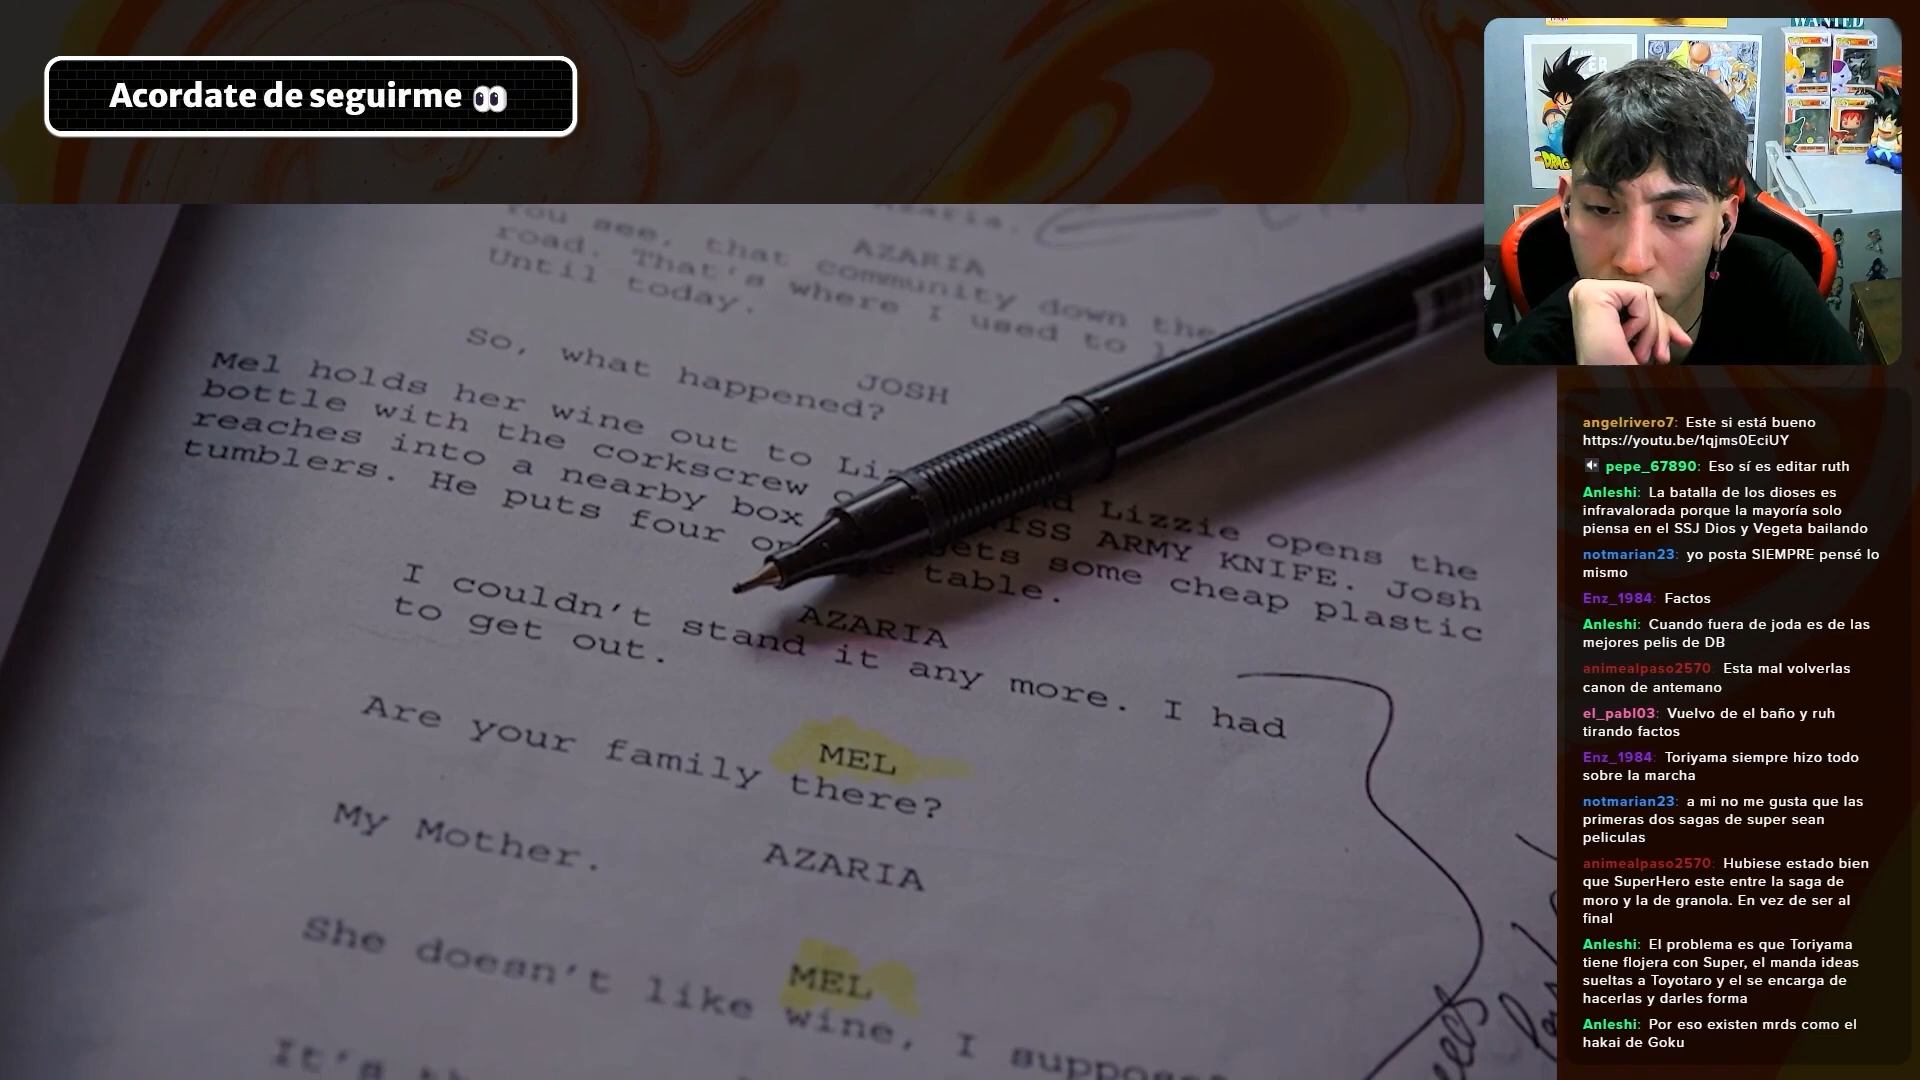 Acordate de seguirme 👀
WANTED
Azaria.
AZARIA
You see, that community down the
road. That's where I used to
Until today.
JOSH
So, what happened?
Mel holds her wine out to Lizzie
and Lizzie opens the
bottle with the corkscrew
SWISS ARMY KNIFE. Josh
reaches into a nearby box
gets some cheap plastic
tumblers. He puts four on
table.
AZARIA
I couldn't stand it any more. I had
to get out.
MEL
Are your family there?
AZARIA
My Mother.
MEL
She doesn't like wine, I suppose
angelrivero7: Este si está bueno
https://youtu.be/1qjms0EciUY
pepe_67890: Eso sí es editar ruth
Anleshi: La batalla de los dioses es
infravalorada porque la mayoría solo
piensa en el SSJ Dios y Vegeta bailando
notmarian23: yo posta SIEMPRE pensé lo
mismo
Enz_1984: Factos
Anleshi: Cuando fuera de joda es de las
mejores pelis de DB
animealpaso2570: Esta mal volverlas
canon de antemano
el_pabl03: Vuelvo de el baño y ruh
tirando factos
Enz_1984: Toriyama siempre hizo todo
sobre la marcha
notmarian23: a mi no me gusta que las
primeras dos sagas de super sean
peliculas
animealpaso2570: Hubiese estado bien
que SuperHero este entre la saga de
moro y la de granola. En vez de ser al
final
Anleshi: El problema es que Toriyama
tiene flojera con Super, el manda ideas
sueltas a Toyotaro y el se encarga de
hacerlas y darles forma
Anleshi: Por eso existen mrds como el
hakai de Goku